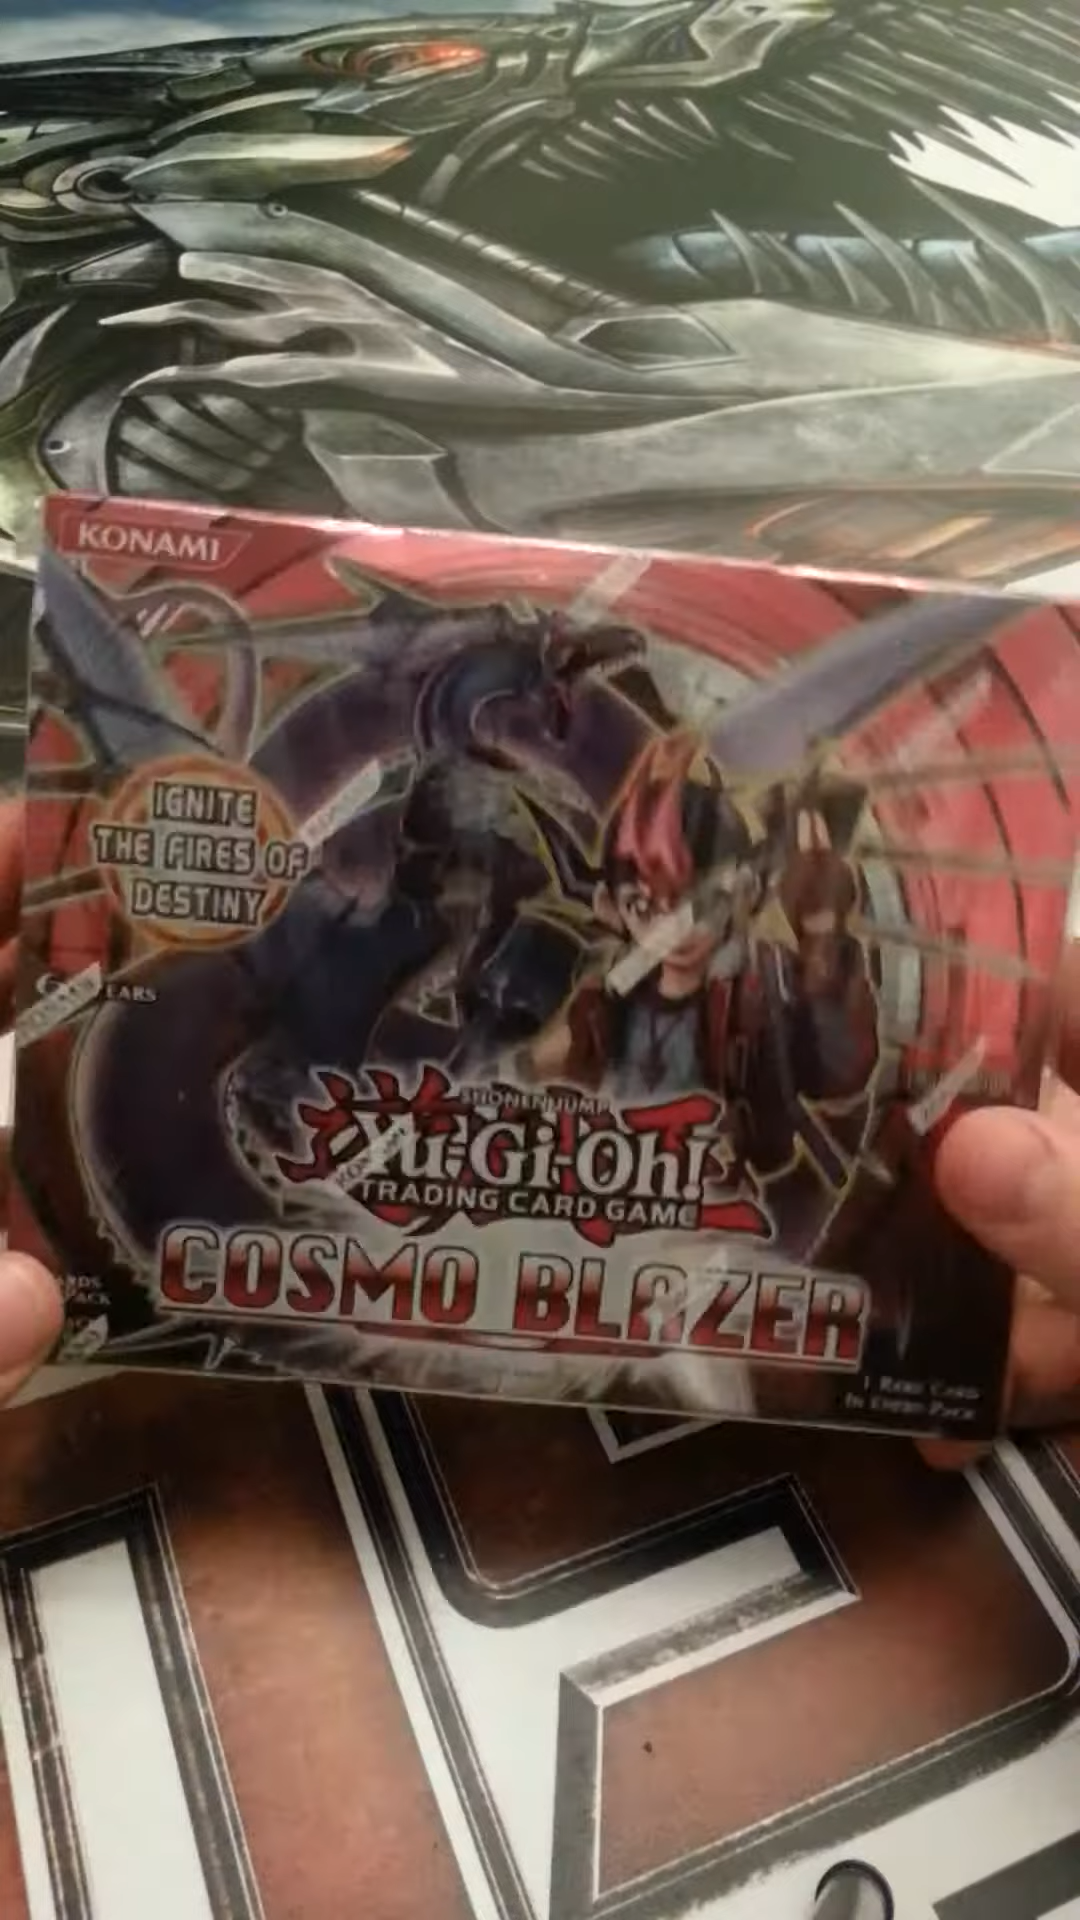 KONAMI
IGNITE
THE FIRES OF
DESTINY
SHONEN JUMP
Yu-Gi-Oh!
TRADING CARD GAME
COSMO BLAZER
1 RARE CARD
IN EVERY PACK